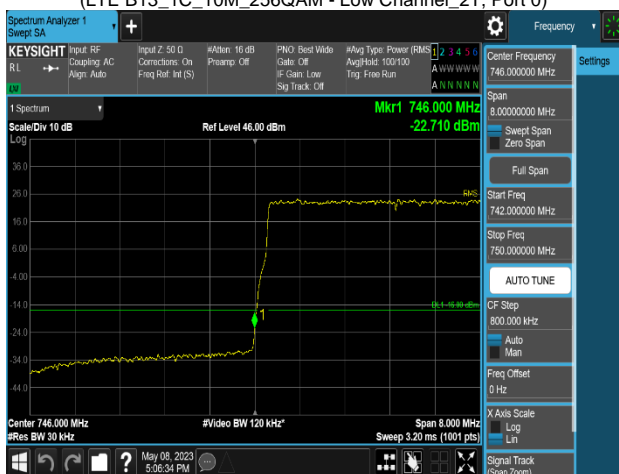 (LTE B13_1C_10M_256QAM - Low Channel_21, Port 0)
Spectrum Analyzer 1
Swept SA
+
Frequency
KEYSIGHT
RL
Input: RF
Coupling: AC
Align: Auto
Input Z: 50 Ω
Corrections: On
Freq Ref: Int (S)
#Atten: 16 dB
Preamp: Off
PNO: Best Wide
Gate: Off
IF Gain: Low
Sig Track: Off
#Avg Type: Power (RMS
Avg|Hold: 100/100
Trig: Free Run
1 2 3 4 5 6
A W W W W W
A N N N N N
Center Frequency
746.000000 MHz
Settings
Span
8.00000000 MHz
Swept Span
Zero Span
Full Span
Start Freq
742.000000 MHz
Stop Freq
750.000000 MHz
AUTO TUNE
CF Step
800.000 kHz
Auto
Man
Freq Offset
0 Hz
X Axis Scale
Log
Lin
Signal Track
(Span Zoom)
1 Spectrum
Scale/Div 10 dB
Log
Ref Level 46.00 dBm
Mkr1 746.000 MHz
-22.710 dBm
36.0
26.0
16.0
6.00
-4.00
-14.0
-24.0
-34.0
-44.0
RMS
DL1 -16.00 dBm
1
Center 746.000 MHz
#Res BW 30 kHz
#Video BW 120 kHz*
Span 8.000 MHz
Sweep 3.20 ms (1001 pts)
?
May 08, 2023
5:06:34 PM